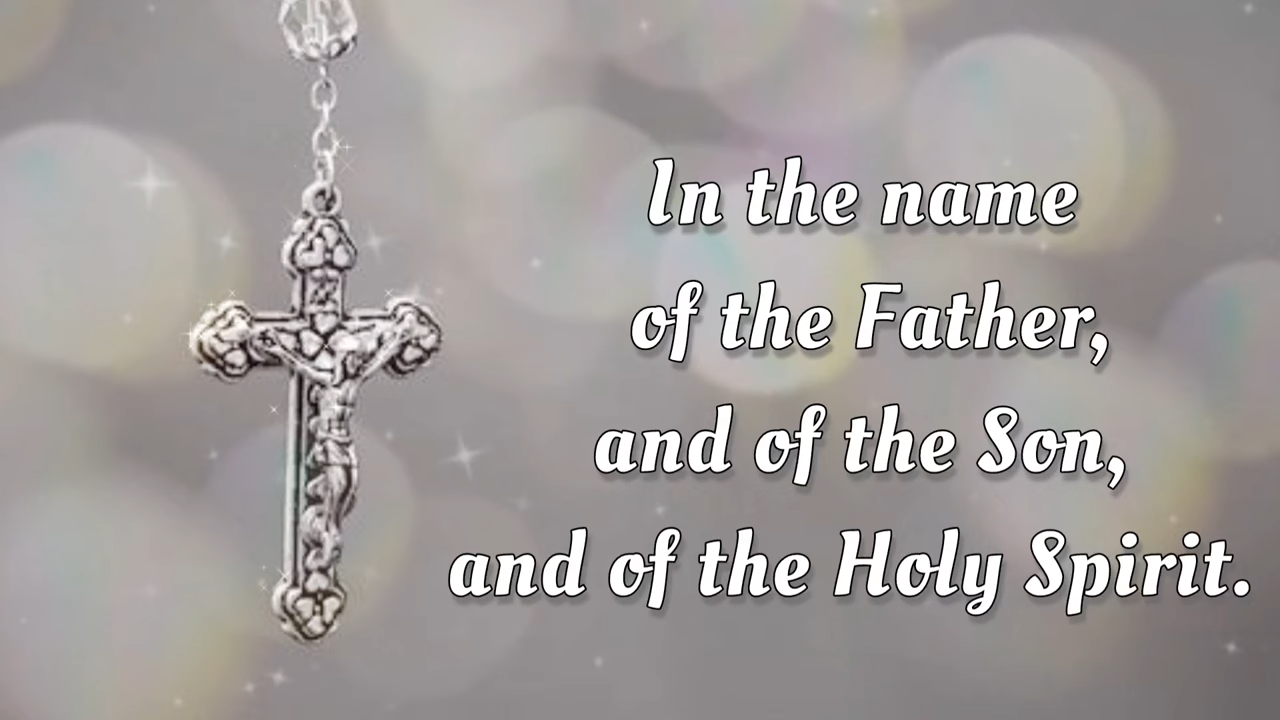 In the name
of the Father,
and of the Son,
and of the Holy Spirit.